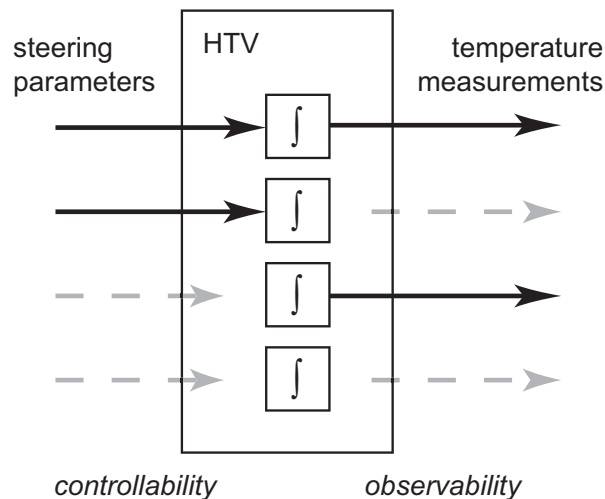 steering
parameters
HTV
temperature
measurements
∫
∫
∫
∫
controllability
observability